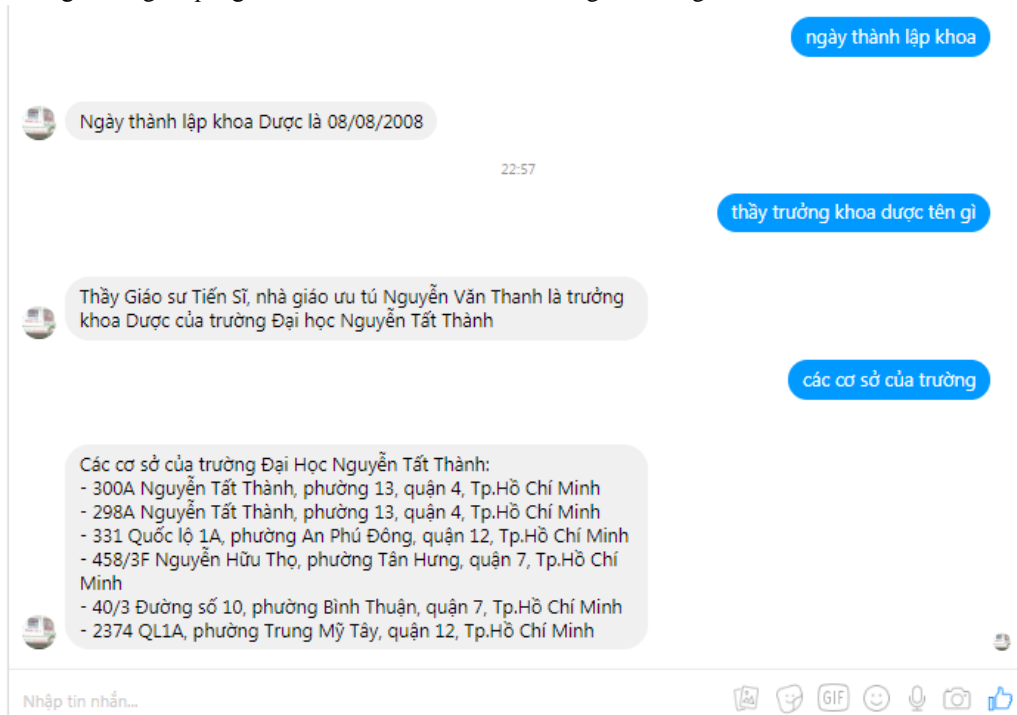 ngày thành lập khoa
Ngày thành lập khoa Dược là 08/08/2008
22:57
thầy trưởng khoa dược tên gì
Thầy Giáo sư Tiến Sĩ, nhà giáo ưu tú Nguyễn Văn Thanh là trưởng
khoa Dược của trường Đại học Nguyễn Tất Thành
các cơ sở của trường
Các cơ sở của trường Đại Học Nguyễn Tất Thành:
- 300A Nguyễn Tất Thành, phường 13, quận 4, Tp.Hồ Chí Minh
- 298A Nguyễn Tất Thành, phường 13, quận 4, Tp.Hồ Chí Minh
- 331 Quốc lộ 1A, phường An Phú Đông, quận 12, Tp.Hồ Chí Minh
- 458/3F Nguyễn Hữu Thọ, phường Tân Hưng, quận 7, Tp.Hồ Chí
Minh
- 40/3 Đường số 10, phường Bình Thuận, quận 7, Tp.Hồ Chí Minh
- 2374 QL1A, phường Trung Mỹ Tây, quận 12, Tp.Hồ Chí Minh
Nhập tin nhắn...
GIF